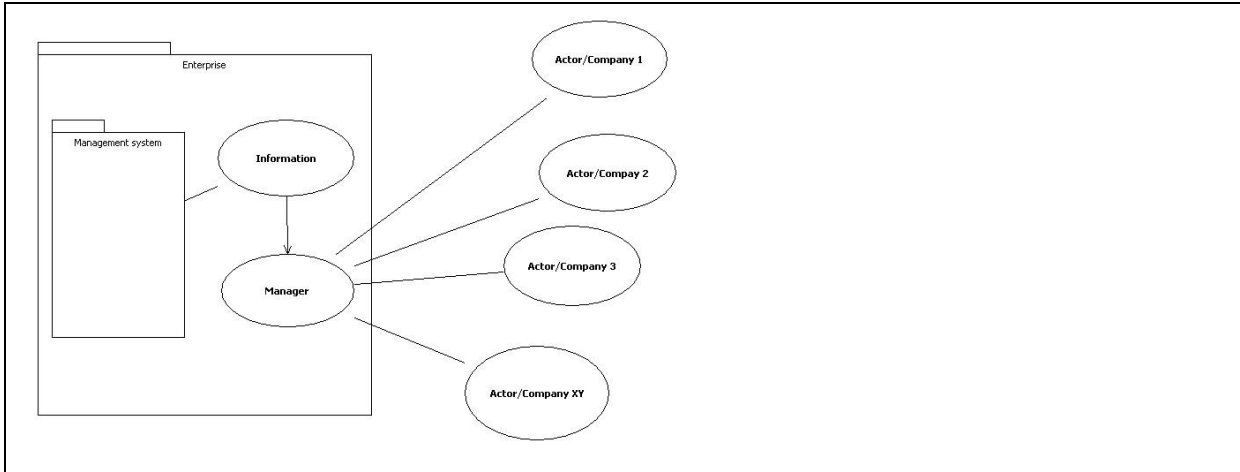 Enterprise
Management system
Information
Manager
Actor/Company 1
Actor/Compay 2
Actor/Company 3
Actor/Company XY